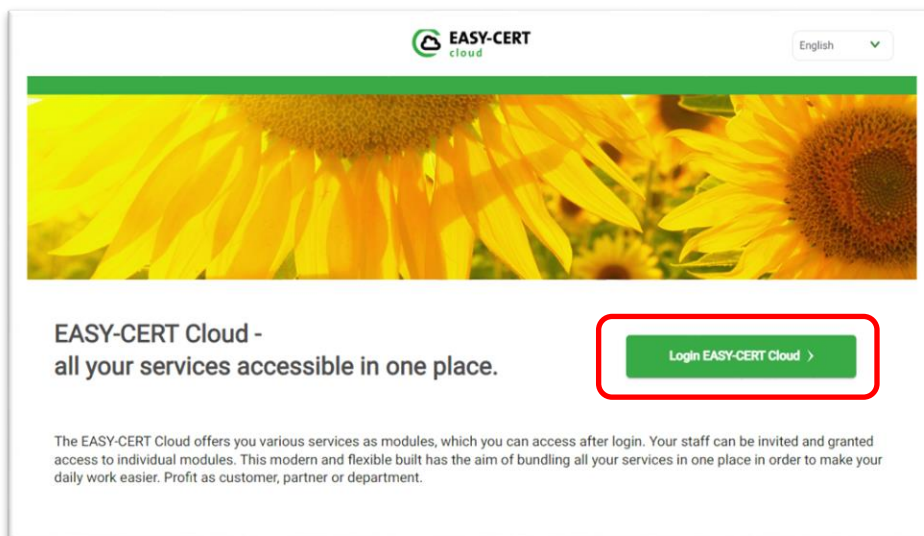 EASY-CERT
cloud
English
EASY-CERT Cloud -
all your services accessible in one place.
Login EASY-CERT Cloud >
The EASY-CERT Cloud offers you various services as modules, which you can access after login. Your staff can be invited and granted
access to individual modules. This modern and flexible built has the aim of bundling all your services in one place in order to make your
daily work easier. Profit as customer, partner or department.